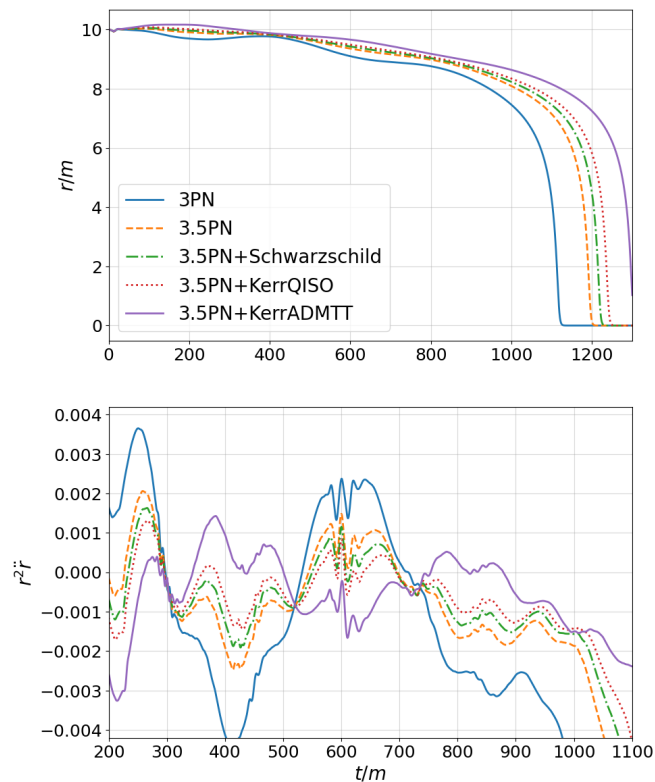 10
8
6
4
2
0
r/m
3PN
3.5PN
3.5PN+Schwarzschild
3.5PN+KerrQISO
3.5PN+KerrADMTT
0 200 400 600 800 1000 1200
0.004
0.003
0.002
0.001
0.000
−0.001
−0.002
−0.003
−0.004
r²r̈
200 300 400 500 600 700 800 900 1000 1100
t/m